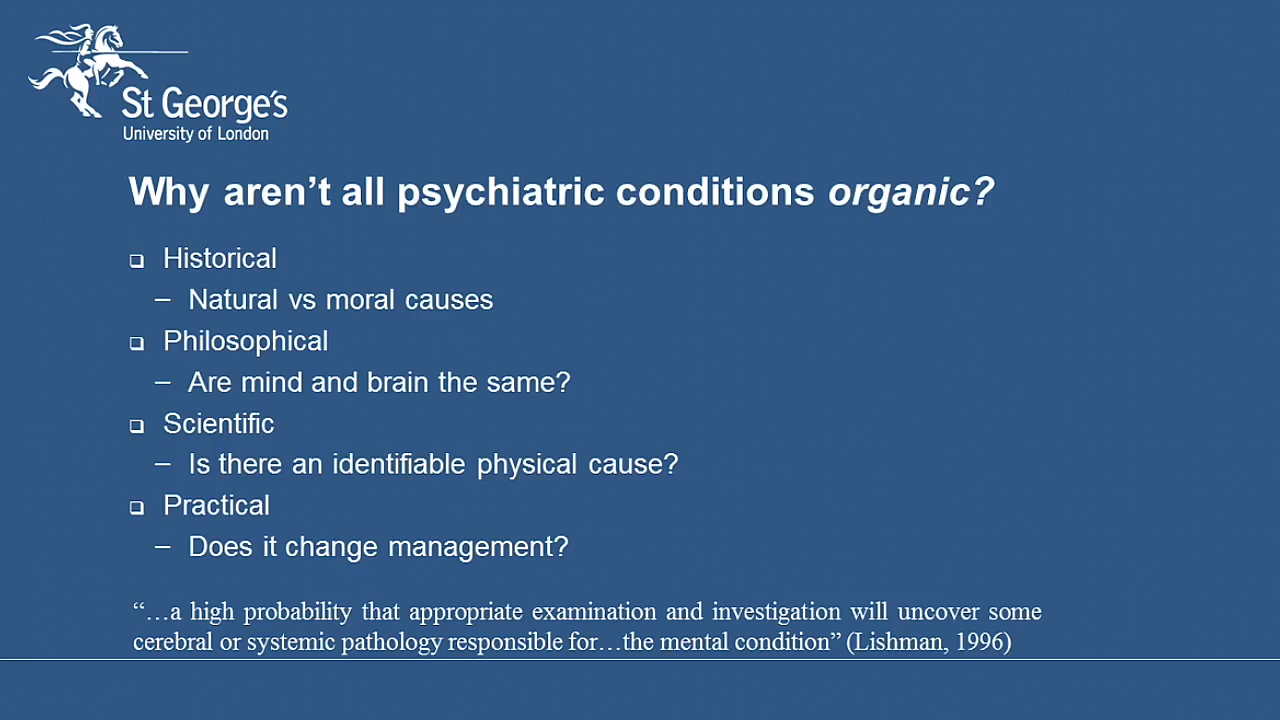 St George's
University of London
Why aren’t all psychiatric conditions organic?
❑ Historical
– Natural vs moral causes
❑ Philosophical
– Are mind and brain the same?
❑ Scientific
– Is there an identifiable physical cause?
❑ Practical
– Does it change management?
“…a high probability that appropriate examination and investigation will uncover some
cerebral or systemic pathology responsible for…the mental condition” (Lishman, 1996)